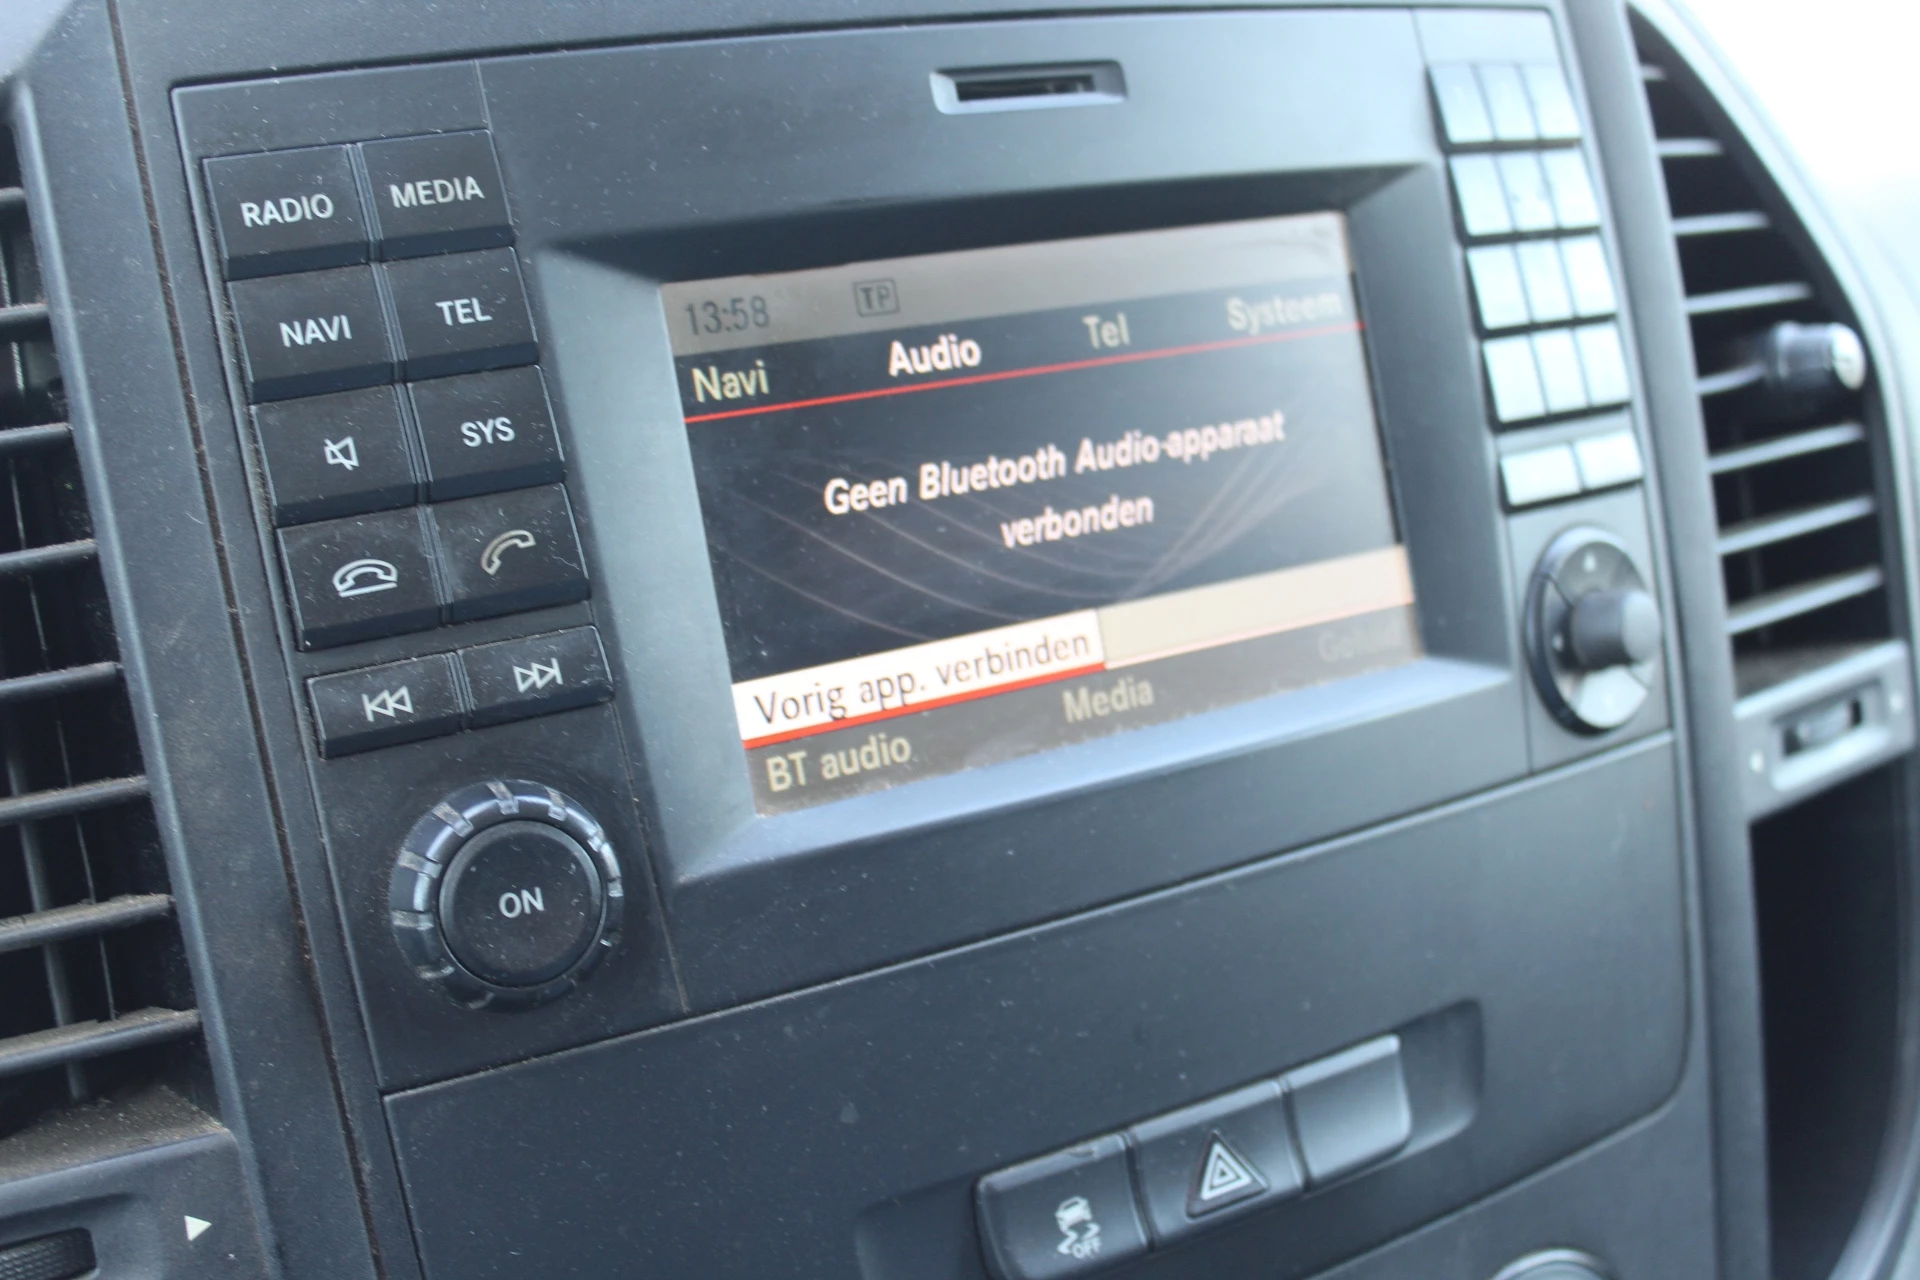 RADIO MEDIA
NAVI TEL
SYS
ON
13:58 TP
Navi Audio Tel Systeem
Geen Bluetooth Audio-apparaat
verbonden
Vorig app. verbinden
BT audio Media Geluid
OFF